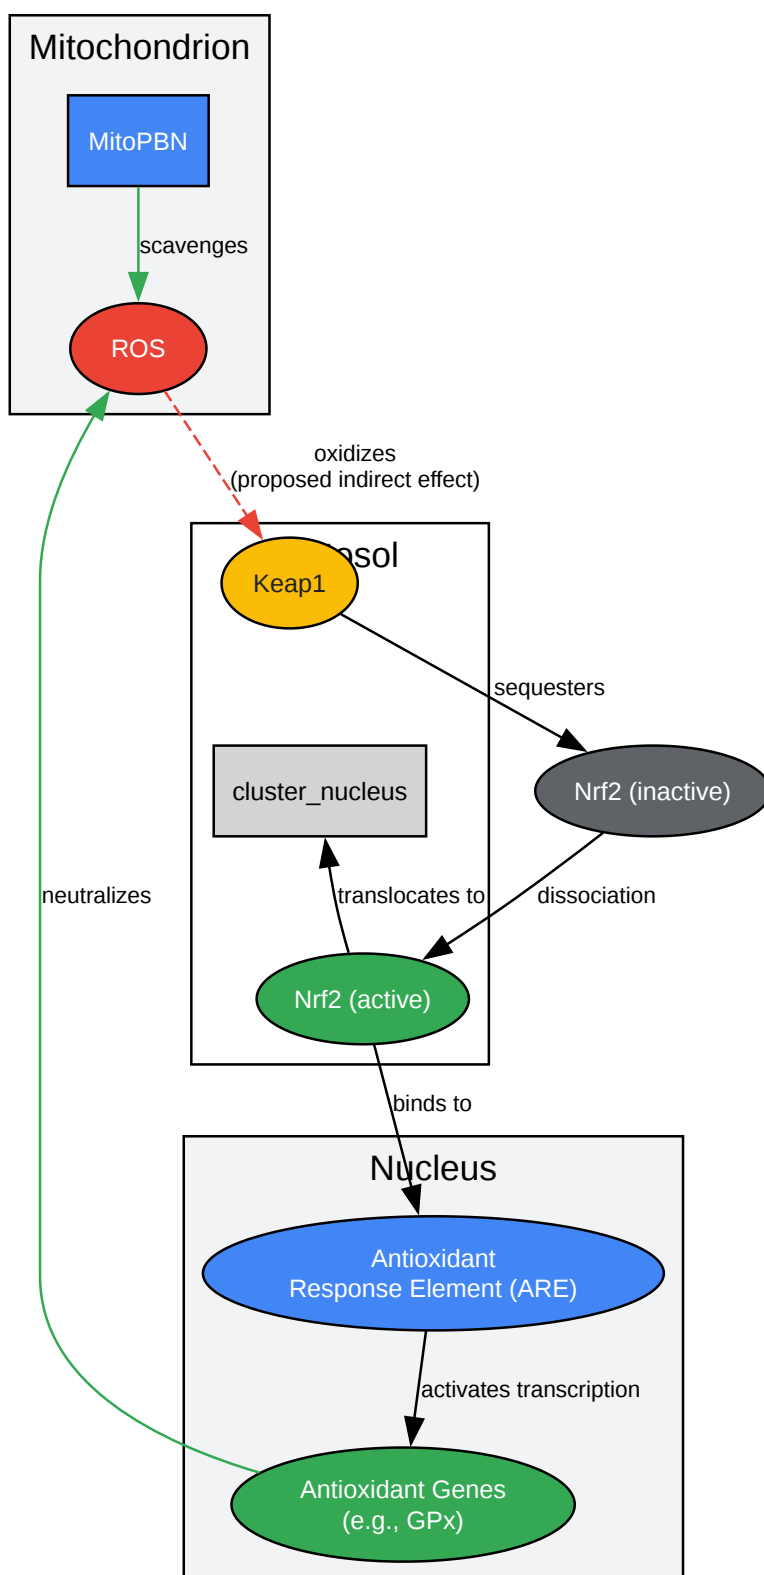 Mitochondrion
MitoPBN
scavenges
ROS
oxidizes
(proposed indirect effect)
Keap1
sequesters
cluster_nucleus
Nrf2 (inactive)
neutralizes
translocates to
dissociation
Nrf2 (active)
binds to
Nucleus
Antioxidant
Response Element (ARE)
activates transcription
Antioxidant Genes
(e.g., GPx)